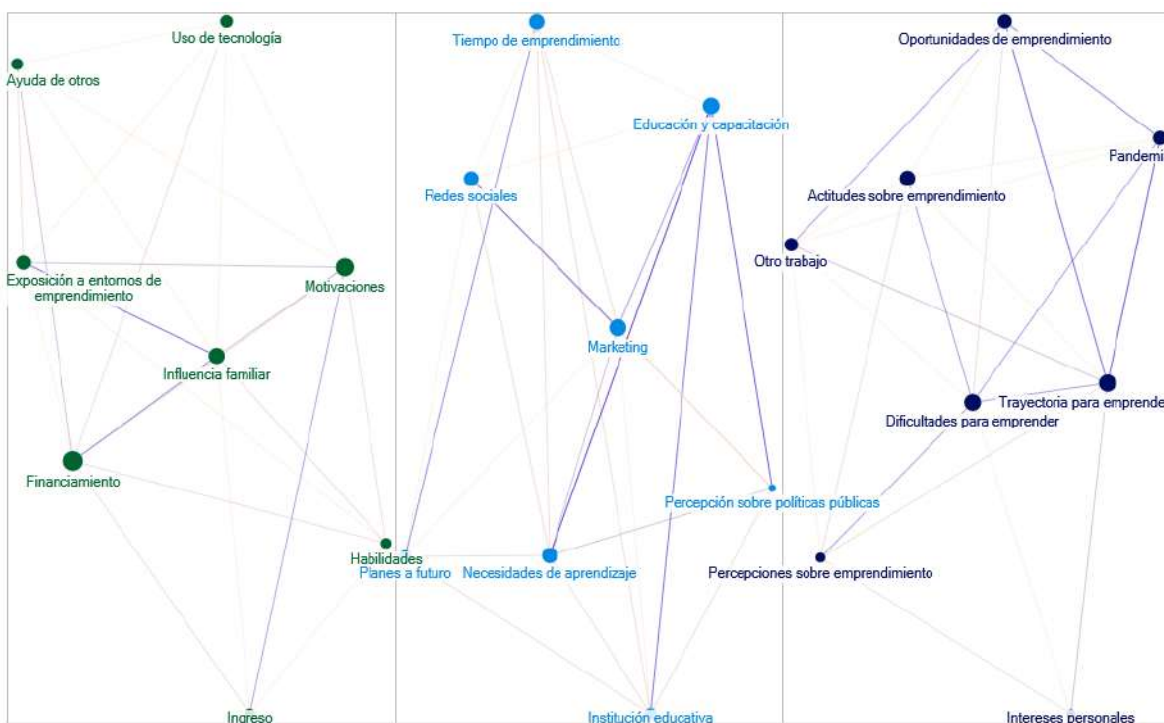 Uso de tecnología
Ayuda de otros
Exposición a entornos de
emprendimiento
Motivaciones
Influencia familiar
Financiamiento
Habilidades
Ingreso
Tiempo de emprendimiento
Educación y capacitación
Redes sociales
Marketing
Percepción sobre políticas públicas
Planes a futuro
Necesidades de aprendizaje
Institución educativa
Oportunidades de emprendimiento
Pandemi
Actitudes sobre emprendimiento
Otro trabajo
Trayectoria para emprender
Dificultades para emprender
Percepciones sobre emprendimiento
Intereses personales